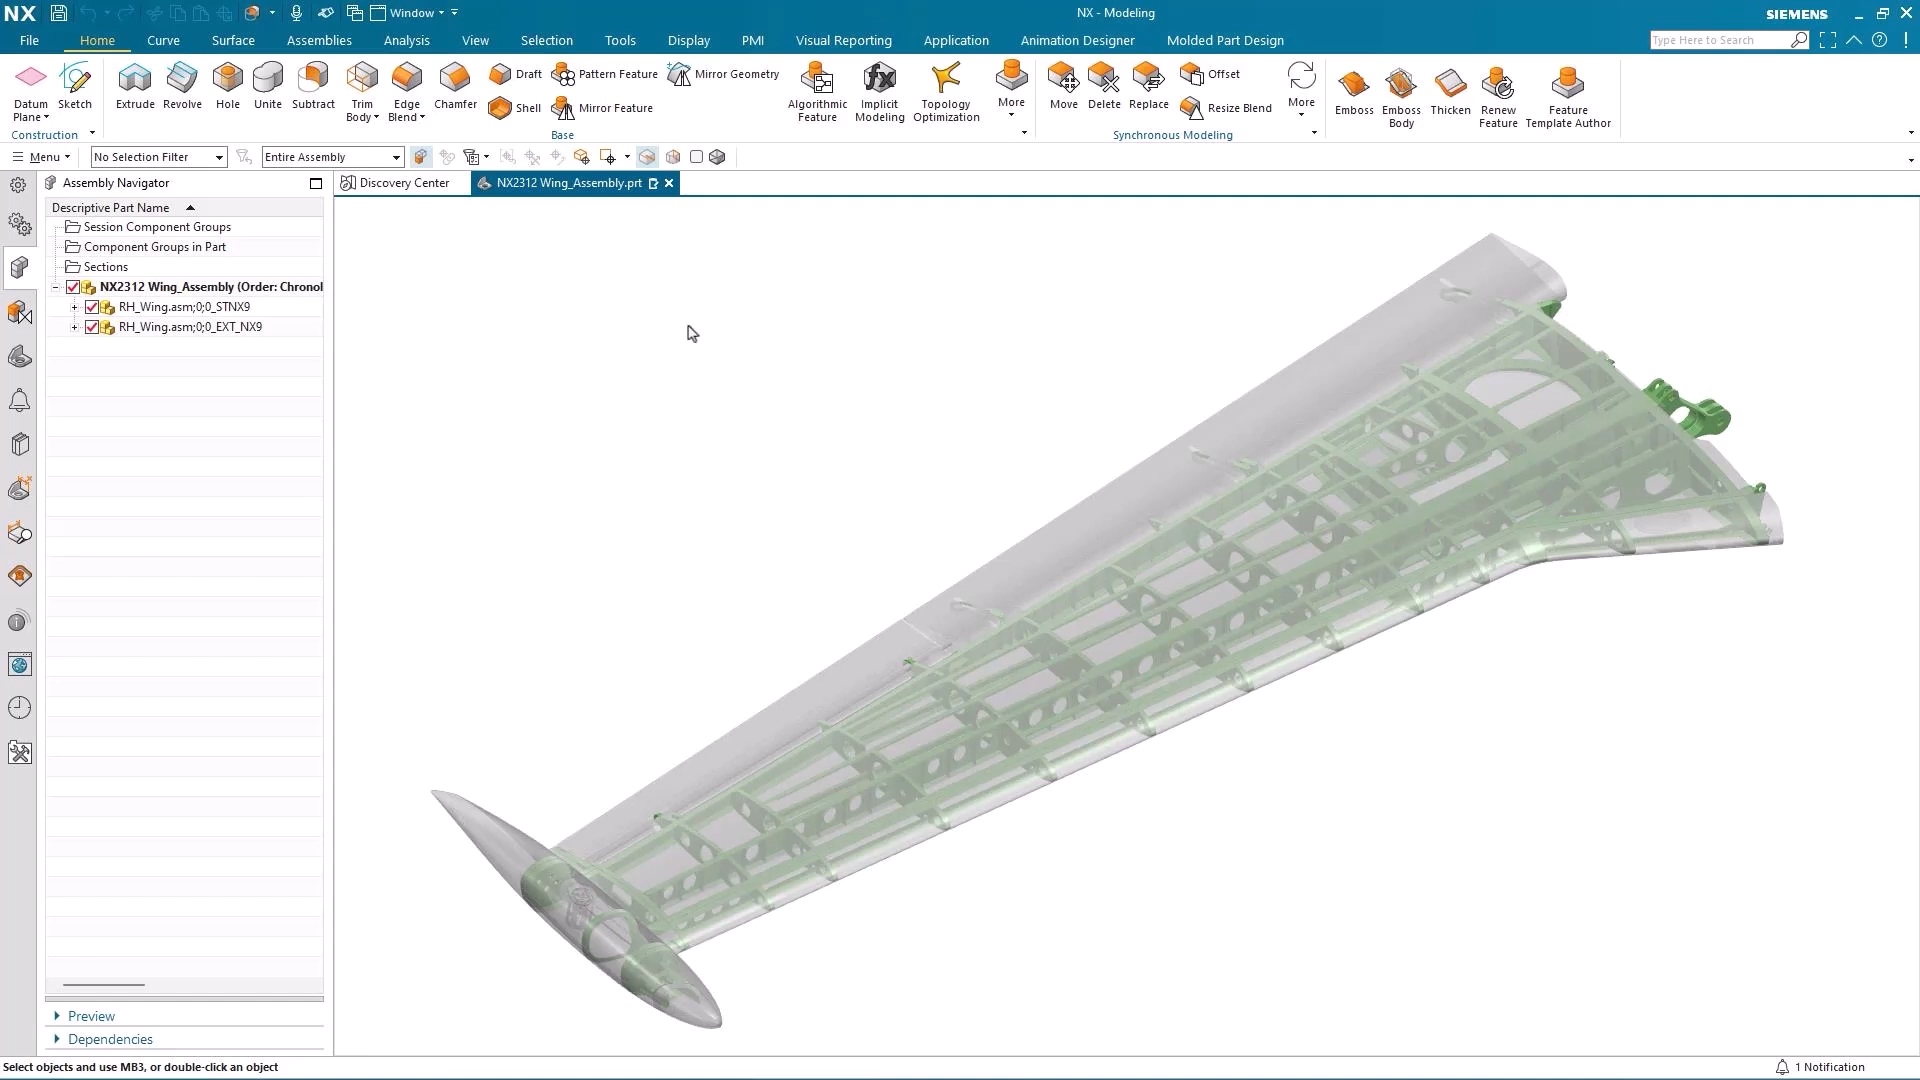 NX
Window
NX - Modeling
SIEMENS
File Home Curve Surface Assemblies Analysis View Selection Tools Display PMI Visual Reporting Application Animation Designer Molded Part Design
Type Here to Search
Datum Plane
Sketch
Construction
Extrude
Revolve
Hole
Unite
Subtract
Trim Body
Edge Blend
Chamfer
Draft
Shell
Pattern Feature
Mirror Feature
Mirror Geometry
Algorithmic Feature
Implicit Modeling
Topology Optimization
More
Base
Move
Delete
Replace
Offset
Resize Blend
More
Synchronous Modeling
Emboss
Emboss Body
Thicken
Renew Feature
Feature Template Author
Menu
No Selection Filter
Entire Assembly
Assembly Navigator
Discovery Center
NX2312 Wing_Assembly.prt
Descriptive Part Name
Session Component Groups
Component Groups in Part
Sections
NX2312 Wing_Assembly (Order: Chronol
RH_Wing.asm;0;0_STNX9
RH_Wing.asm;0;0_EXT_NX9
Preview
Dependencies
Select objects and use MB3, or double-click an object
1 Notification